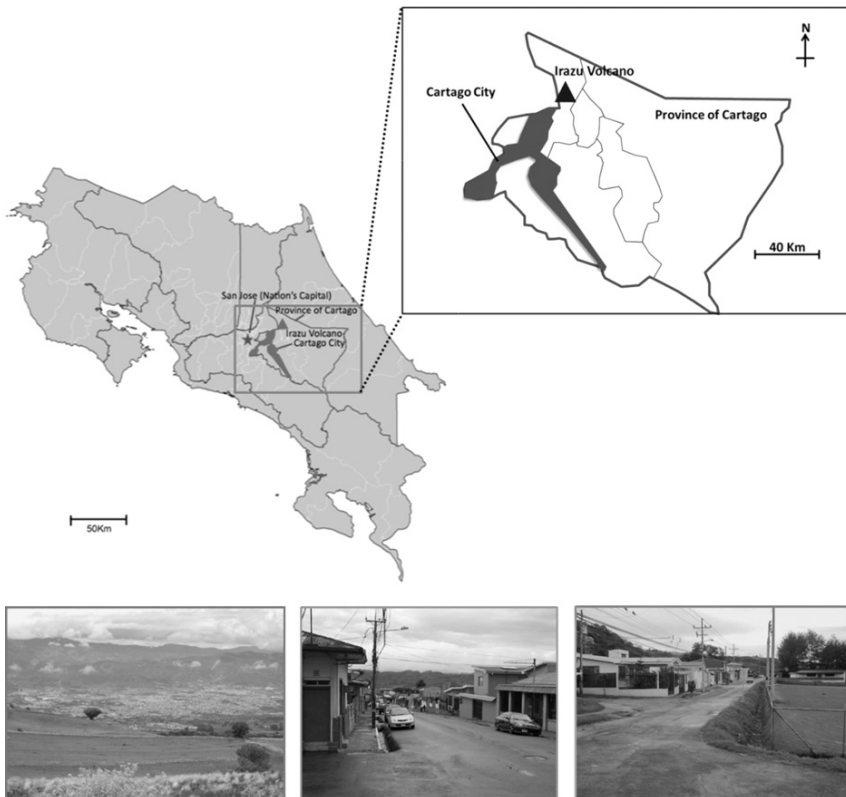 N
Irazu Volcano
Cartago City
Province of Cartago
40 Km
San Jose (Nation's Capital)
Province of Cartago
Irazu Volcano
Cartago City
50Km